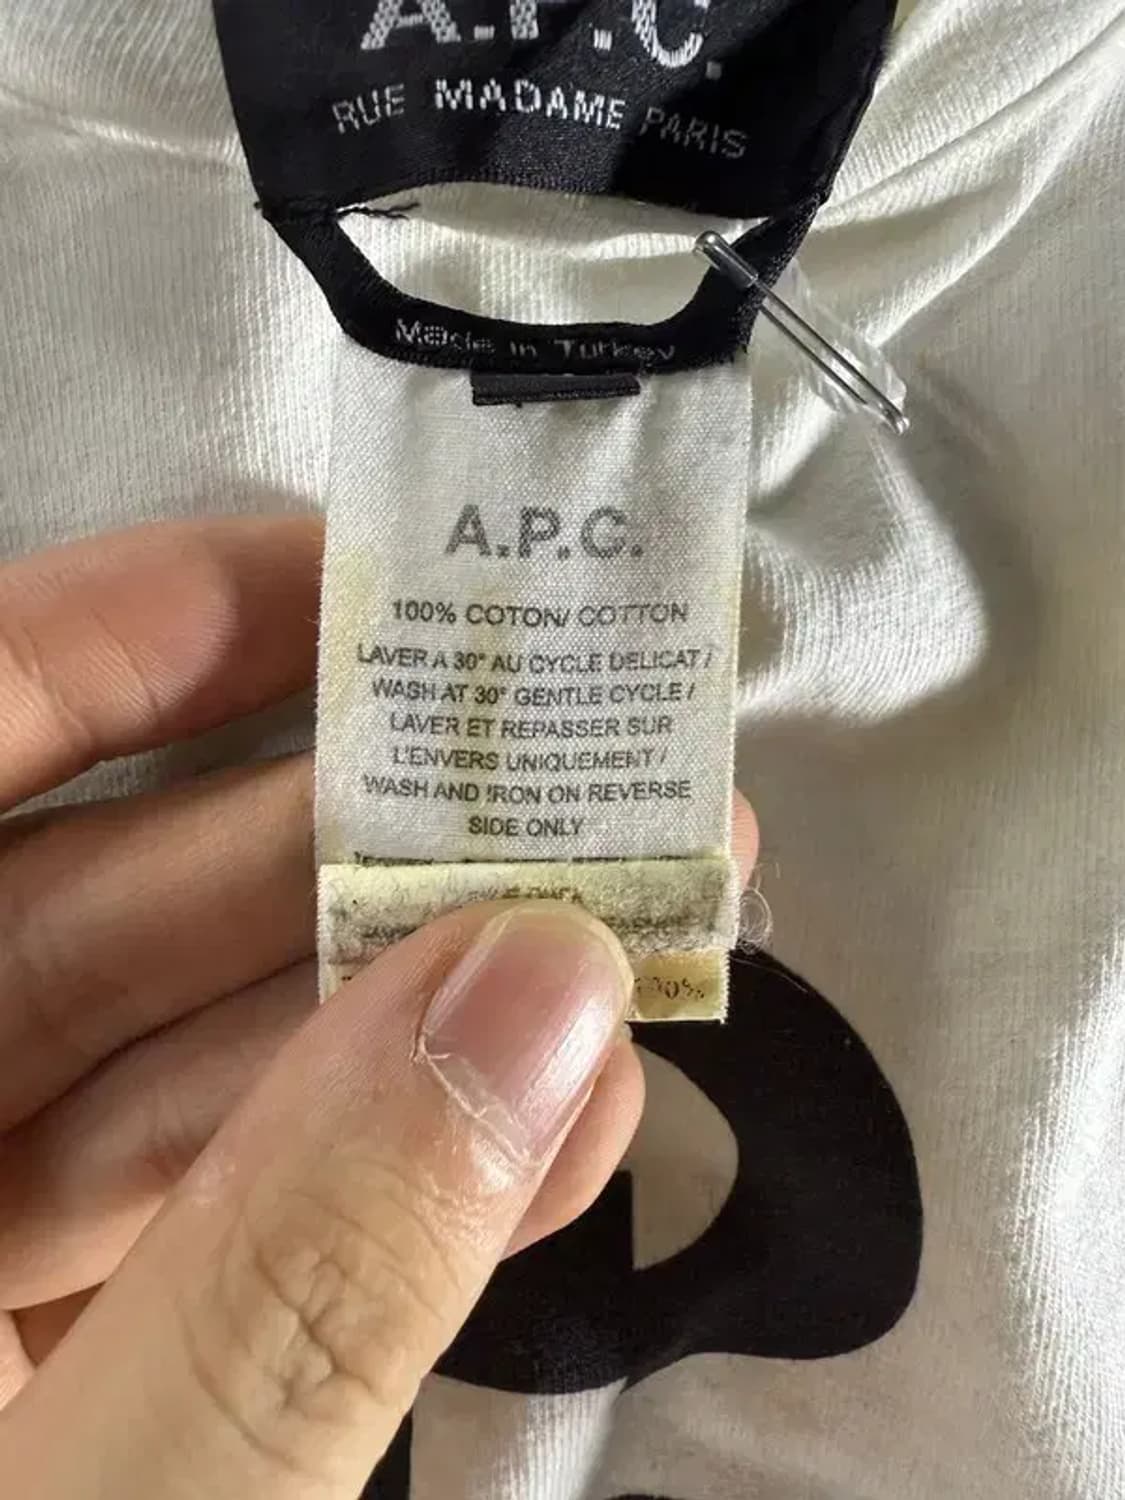 A.P.C.
RUE MADAME PARIS
Made in Turkey
A.P.C.
100% COTON/ COTTON
LAVER A 30° AU CYCLE DELICAT /
WASH AT 30° GENTLE CYCLE /
LAVER ET REPASSER SUR
L'ENVERS UNIQUEMENT /
WASH AND IRON ON REVERSE
SIDE ONLY